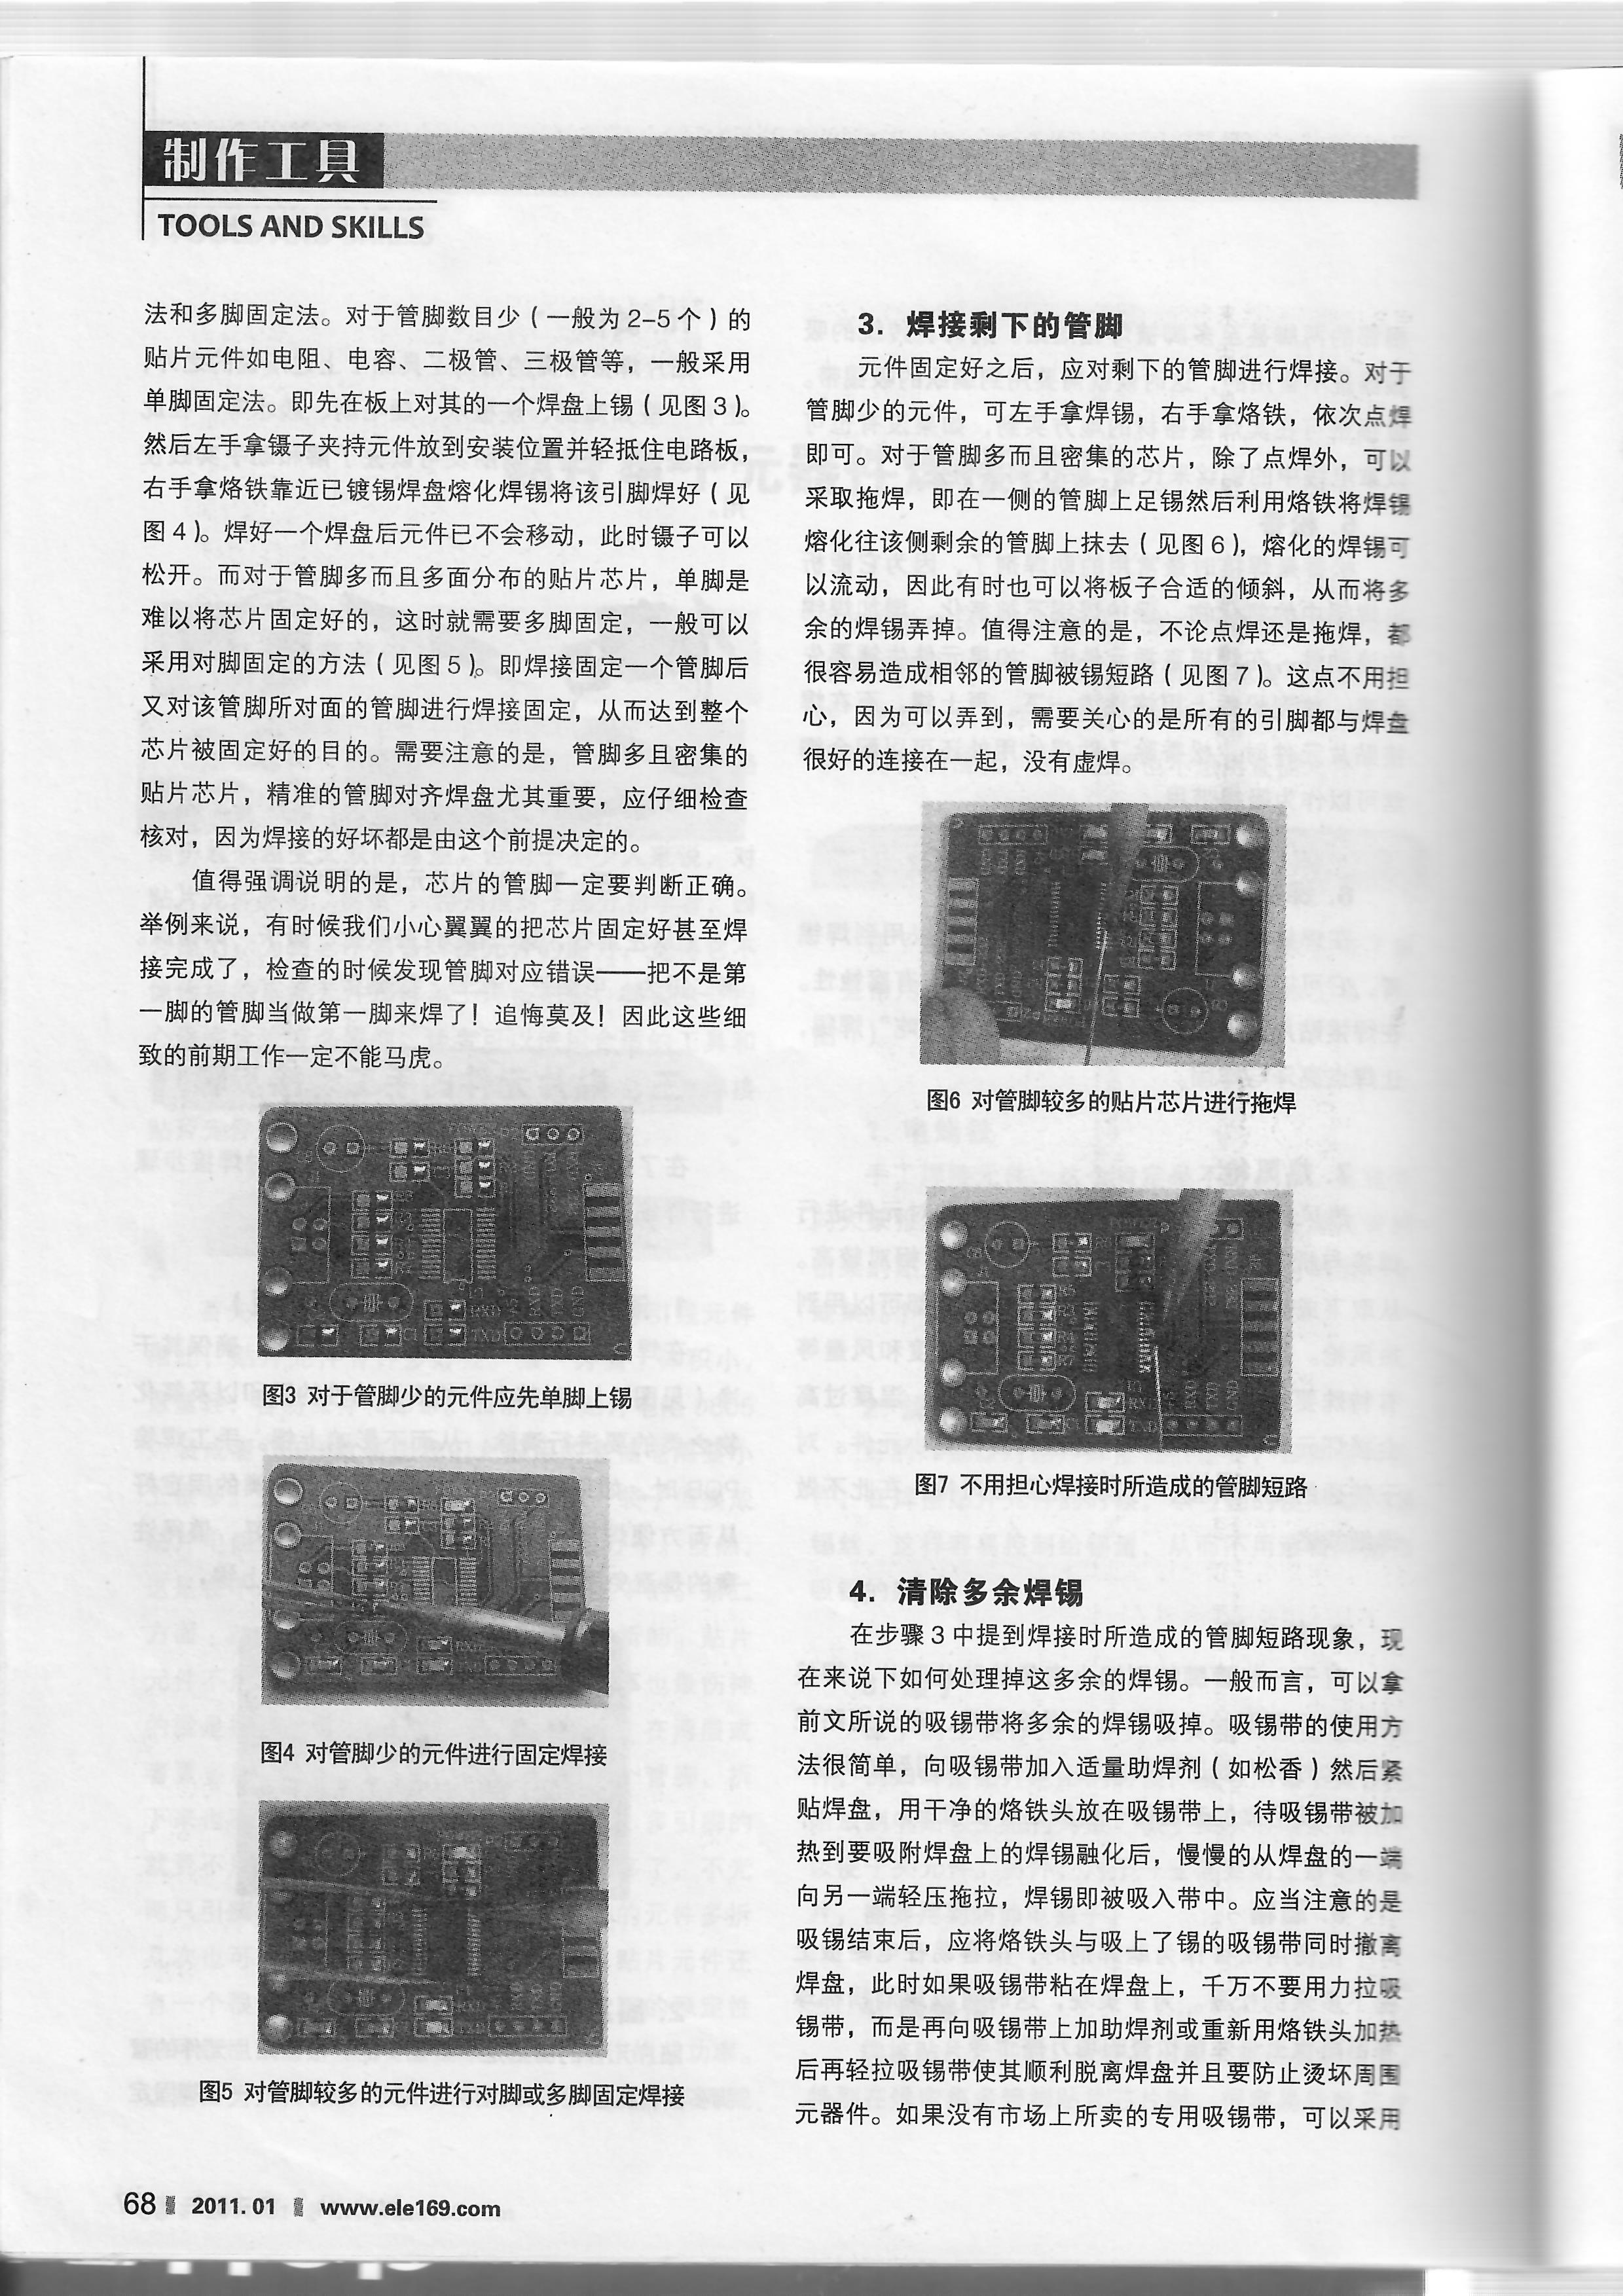 制作工具
TOOLS AND SKILLS
法和多脚固定法。对于管脚数目少（一般为2-5个）的
贴片元件如电阻、电容、二极管、三极管等，一般采用
单脚固定法。即先在板上对其的一个焊盘上锡（见图3）。
然后左手拿镊子夹持元件放到安装位置并轻抵住电路板，
右手拿烙铁靠近已镀锡焊盘熔化焊锡将该引脚焊好（见
图4）。焊好一个焊盘后元件已不会移动，此时镊子可以
松开。而对于管脚多而且多面分布的贴片芯片，单脚是
难以将芯片固定好的，这时就需要多脚固定，一般可以
采用对脚固定的方法（见图5）。即焊接固定一个管脚后
又对该管脚所对面的管脚进行焊接固定，从而达到整个
芯片被固定好的目的。需要注意的是，管脚多且密集的
贴片芯片，精准的管脚对齐焊盘尤其重要，应仔细检查
核对，因为焊接的好坏都是由这个前提决定的。
值得强调说明的是，芯片的管脚一定要判断正确。
举例来说，有时候我们小心翼翼的把芯片固定好甚至焊
接完成了，检查的时候发现管脚对应错误——把不是第
一脚的管脚当做第一脚来焊了！追悔莫及！因此这些细
致的前期工作一定不能马虎。
图3 对于管脚少的元件应先单脚上锡
图4 对管脚少的元件进行固定焊接
图5 对管脚较多的元件进行对脚或多脚固定焊接
3. 焊接剩下的管脚
元件固定好之后，应对剩下的管脚进行焊接。对于
管脚少的元件，可左手拿焊锡，右手拿烙铁，依次点焊
即可。对于管脚多而且密集的芯片，除了点焊外，可以
采取拖焊，即在一侧的管脚上足锡然后利用烙铁将焊锡
熔化往该侧剩余的管脚上抹去（见图6），熔化的焊锡可
以流动，因此有时也可以将板子合适的倾斜，从而将多
余的焊锡弄掉。值得注意的是，不论点焊还是拖焊，都
很容易造成相邻的管脚被锡短路（见图7）。这点不用担
心，因为可以弄到，需要关心的是所有的引脚都与焊盘
很好的连接在一起，没有虚焊。
图6 对管脚较多的贴片芯片进行拖焊
图7 不用担心焊接时所造成的管脚短路
4. 清除多余焊锡
在步骤3中提到焊接时所造成的管脚短路现象，现
在来说下如何处理掉这多余的焊锡。一般而言，可以拿
前文所说的吸锡带将多余的焊锡吸掉。吸锡带的使用方
法很简单，向吸锡带加入适量助焊剂（如松香）然后紧
贴焊盘，用干净的烙铁头放在吸锡带上，待吸锡带被加
热到要吸附焊盘上的焊锡融化后，慢慢的从焊盘的一端
向另一端轻压拖拉，焊锡即被吸入带中。应当注意的是
吸锡结束后，应将烙铁头与吸上了锡的吸锡带同时撤离
焊盘，此时如果吸锡带粘在焊盘上，千万不要用力拉吸
锡带，而是再向吸锡带上加助焊剂或重新用烙铁头加热
后再轻拉吸锡带使其顺利脱离焊盘并且要防止烫坏周围
元器件。如果没有市场上所卖的专用吸锡带，可以采用
68 2011.01 www.ele169.com